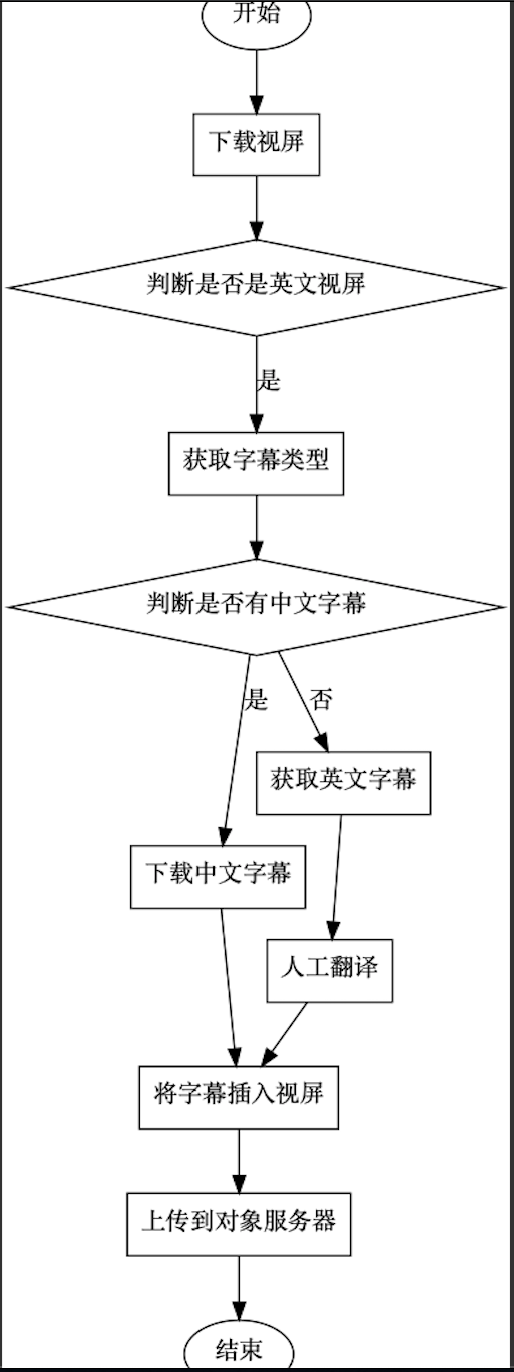 开始
下载视屏
判断是否是英文视屏
是
获取字幕类型
判断是否有中文字幕
是
否
获取英文字幕
下载中文字幕
人工翻译
将字幕插入视屏
上传到对象服务器
结束